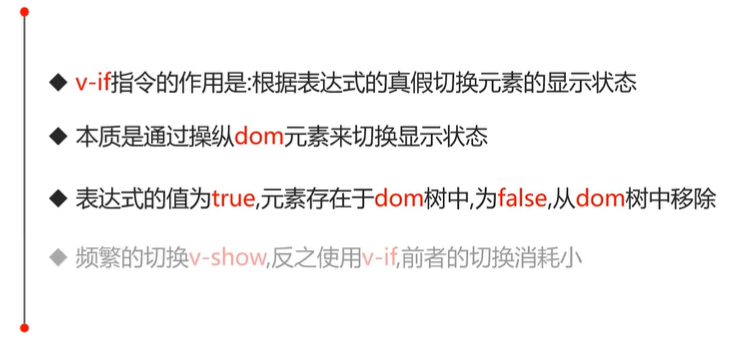 ◆ v-if指令的作用是:根据表达式的真假切换元素的显示状态
◆ 本质是通过操纵dom元素来切换显示状态
◆ 表达式的值为true,元素存在于dom树中,为false,从dom树中移除
◆ 频繁的切换v-show,反之使用v-if,前者的切换消耗小